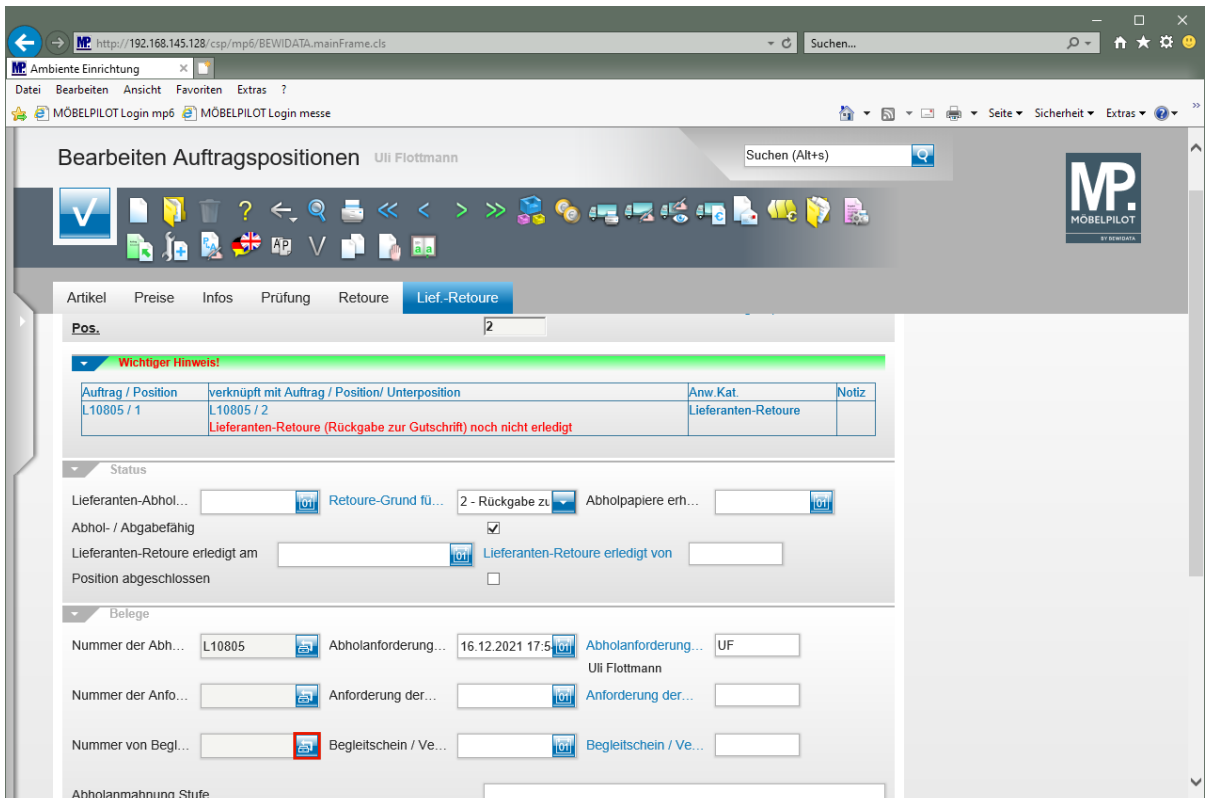 http://192.168.145.128/csp/mp6/BEWIDATA.mainFrame.cls
Suchen...
Ambiente Einrichtung
Datei Bearbeiten Ansicht Favoriten Extras ?
MÖBELPILOT Login mp6 MÖBELPILOT Login messe
Seite Sicherheit Extras
Bearbeiten Auftragspositionen Uli Flottmann
Suchen (Alt+s)
MP.
MÖBELPILOT
BY BEWIDATA
Artikel Preise Infos Prüfung Retoure Lief.-Retoure
Pos. 2
Wichtiger Hinweis!
Auftrag / Position verknüpft mit Auftrag / Position/ Unterposition Anw.Kat. Notiz
L10805 / 1 L10805 / 2 Lieferanten-Retoure
Lieferanten-Retoure (Rückgabe zur Gutschrift) noch nicht erledigt
Status
Lieferanten-Abhol... Retoure-Grund fü... 2 - Rückgabe zu Abholpapiere erh...
Abhol- / Abgabefähig
Lieferanten-Retoure erledigt am Lieferanten-Retoure erledigt von
Position abgeschlossen
Belege
Nummer der Abh... L10805 Abholanforderung... 16.12.2021 17:5 Abholanforderung... UF
Uli Flottmann
Nummer der Anfo... Anforderung der... Anforderung der...
Nummer von Begl... Begleitschein / Ve... Begleitschein / Ve...
Abholanmahnung Stufe